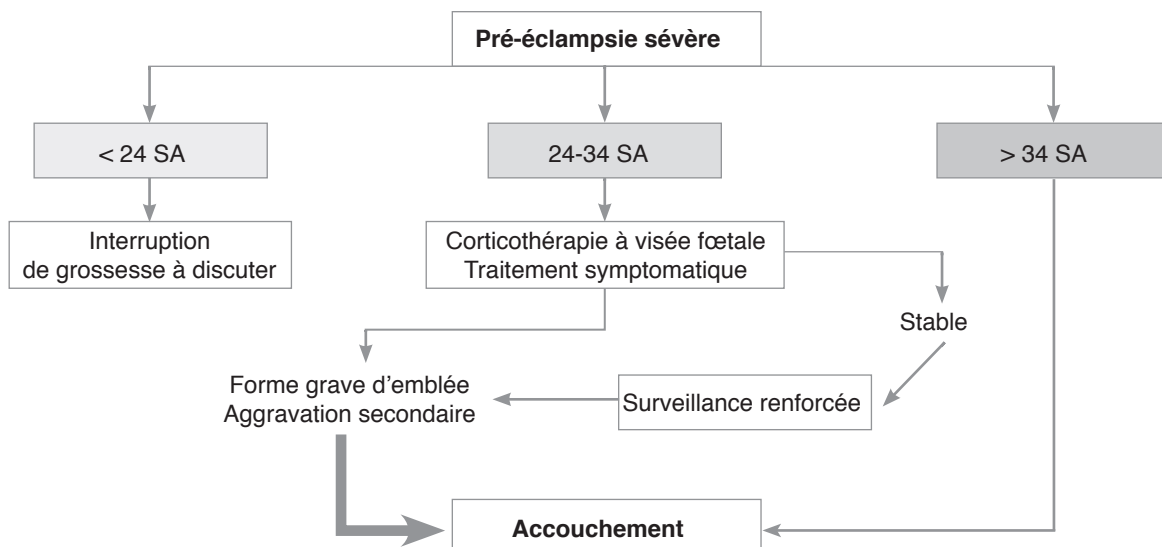 Pré-éclampsie sévère
< 24 SA
24-34 SA
> 34 SA
Interruption
de grossesse à discuter
Corticothérapie à visée fœtale
Traitement symptomatique
Stable
Forme grave d’emblée
Aggravation secondaire
Surveillance renforcée
Accouchement